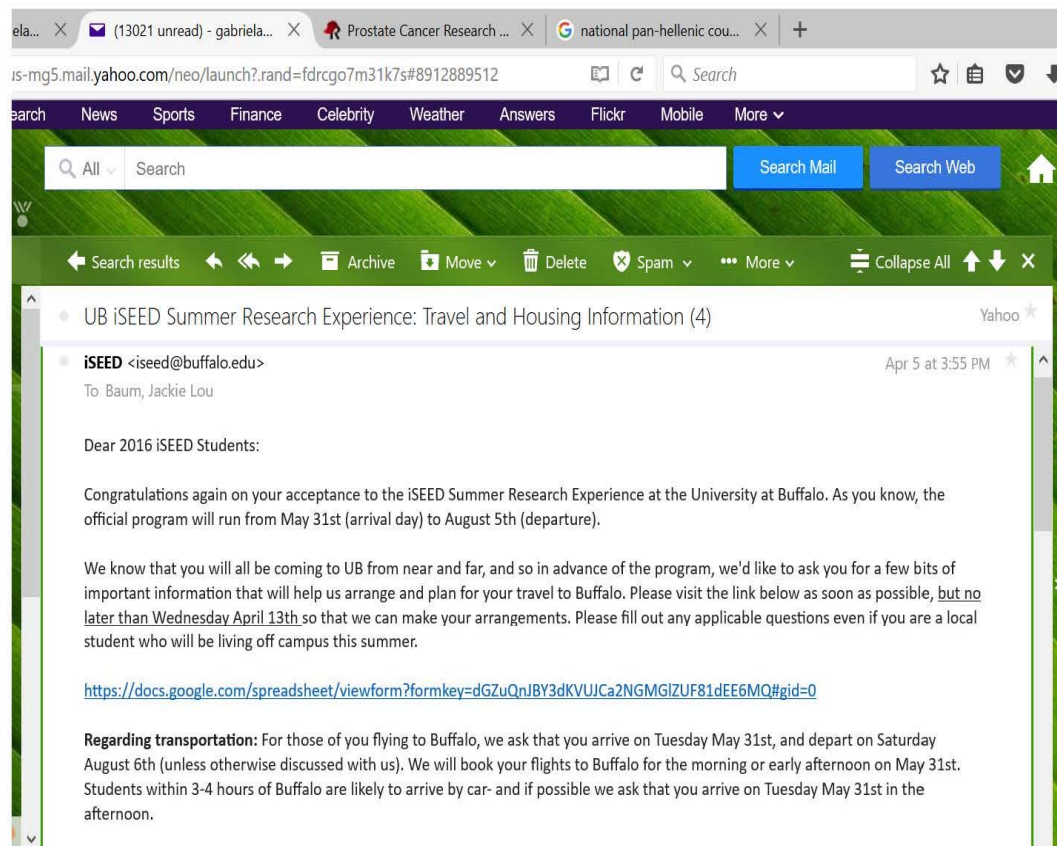 ela... (13021 unread) - gabriela... Prostate Cancer Research ... national pan-hellenic cou...
us-mg5.mail.yahoo.com/neo/launch?.rand=fdrcgo7m31k7s#8912889512 Search
earch News Sports Finance Celebrity Weather Answers Flickr Mobile More
All Search Search Mail Search Web
Search results Archive Move Delete Spam More Collapse All
UB iSEED Summer Research Experience: Travel and Housing Information (4) Yahoo
iSEED <iseed@buffalo.edu> Apr 5 at 3:55 PM
To Baum, Jackie Lou
Dear 2016 iSEED Students:
Congratulations again on your acceptance to the iSEED Summer Research Experience at the University at Buffalo. As you know, the
official program will run from May 31st (arrival day) to August 5th (departure).
We know that you will all be coming to UB from near and far, and so in advance of the program, we'd like to ask you for a few bits of
important information that will help us arrange and plan for your travel to Buffalo. Please visit the link below as soon as possible, but no
later than Wednesday April 13th so that we can make your arrangements. Please fill out any applicable questions even if you are a local
student who will be living off campus this summer.
https://docs.google.com/spreadsheet/viewform?formkey=dGZuQnJBY3dKVUJCa2NGMGlZUF81dEE6MQ#gid=0
Regarding transportation: For those of you flying to Buffalo, we ask that you arrive on Tuesday May 31st, and depart on Saturday
August 6th (unless otherwise discussed with us). We will book your flights to Buffalo for the morning or early afternoon on May 31st.
Students within 3-4 hours of Buffalo are likely to arrive by car- and if possible we ask that you arrive on Tuesday May 31st in the
afternoon.